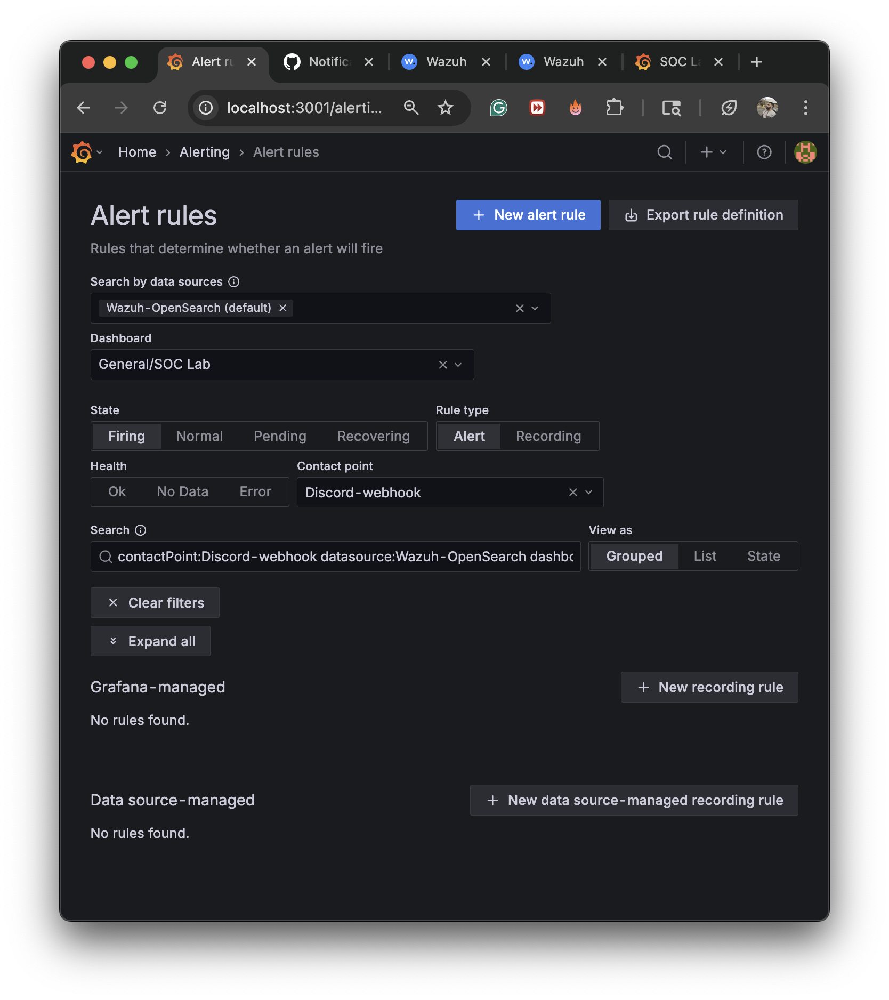 Alert ru
Notifica
Wazuh
Wazuh
SOC La
localhost:3001/alerti...
Home > Alerting > Alert rules
Alert rules
+ New alert rule
Export rule definition
Rules that determine whether an alert will fire
Search by data sources
Wazuh-OpenSearch (default)
Dashboard
General/SOC Lab
State
Rule type
Firing Normal Pending Recovering
Alert Recording
Health
Contact point
Ok No Data Error
Discord-webhook
Search
View as
contactPoint:Discord-webhook datasource:Wazuh-OpenSearch dashbo
Grouped List State
Clear filters
Expand all
Grafana-managed
+ New recording rule
No rules found.
Data source-managed
+ New data source-managed recording rule
No rules found.